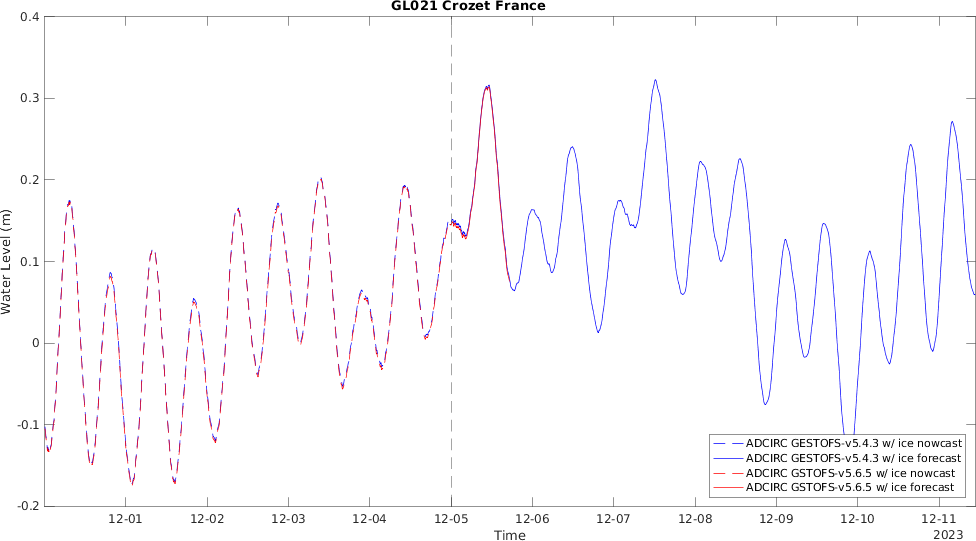 GL021 Crozet France
0.4
0.3
0.2
0.1
0
-0.1
-0.2
Water Level (m)
ADCIRC GESTOFS-v5.4.3 w/ ice nowcast
ADCIRC GESTOFS-v5.4.3 w/ ice forecast
ADCIRC GSTOFS-v5.6.5 w/ ice nowcast
ADCIRC GSTOFS-v5.6.5 w/ ice forecast
12-01 12-02 12-03 12-04 12-05 12-06 12-07 12-08 12-09 12-10 12-11
Time
2023